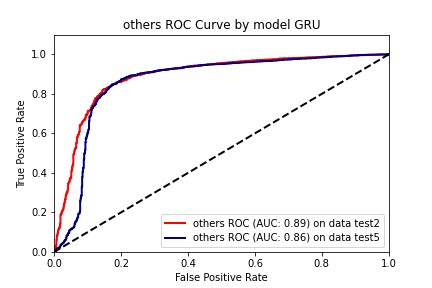 others ROC Curve by model GRU
True Positive Rate
1.0
0.8
0.6
0.4
0.2
0.0
others ROC (AUC: 0.89) on data test2
others ROC (AUC: 0.86) on data test5
0.0 0.2 0.4 0.6 0.8 1.0
False Positive Rate